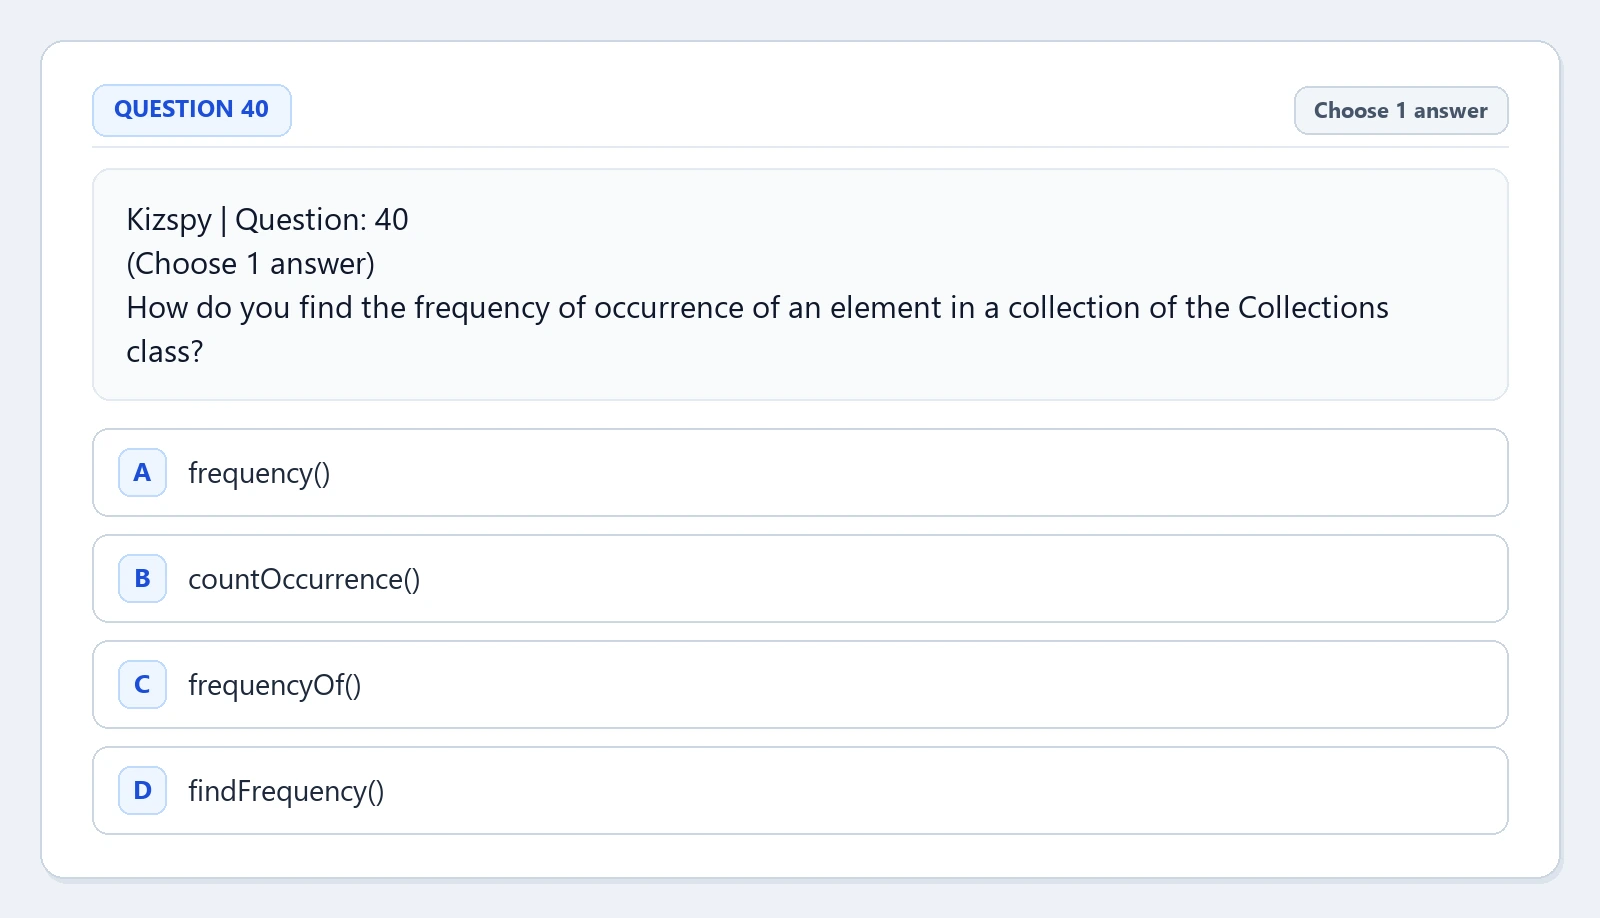 QUESTION 40
Choose 1 answer
Kizspy | Question: 40
(Choose 1 answer)
How do you find the frequency of occurrence of an element in a collection of the Collections
class?
A frequency()
B countOccurrence()
C frequencyOf()
D findFrequency()